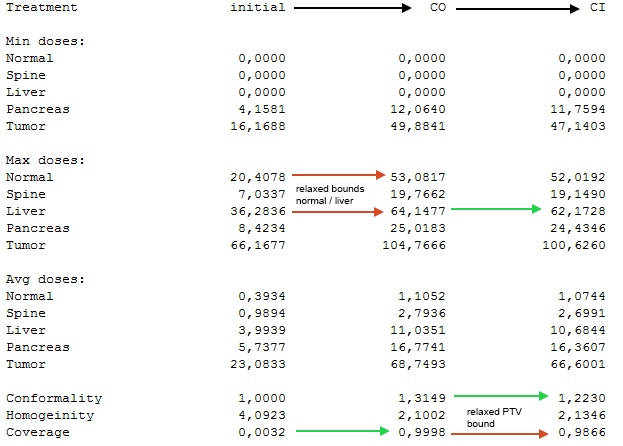 Treatment initial CO CI
Min doses:
Normal 0,0000 0,0000 0,0000
Spine 0,0000 0,0000 0,0000
Liver 0,0000 0,0000 0,0000
Pancreas 4,1581 12,0640 11,7594
Tumor 16,1688 49,8841 47,1403
Max doses:
Normal 20,4078 53,0817 52,0192
Spine 7,0337 19,7662 19,1490
relaxed bounds
normal / liver
Liver 36,2836 64,1477 62,1728
Pancreas 8,4234 25,0183 24,4346
Tumor 66,1677 104,7666 100,6260
Avg doses:
Normal 0,3934 1,1052 1,0744
Spine 0,9894 2,7936 2,6991
Liver 3,9939 11,0351 10,6844
Pancreas 5,7377 16,7741 16,3607
Tumor 23,0833 68,7493 66,6001
Conformality 1,0000 1,3149 1,2230
Homogeinity 4,0923 2,1002 2,1346
relaxed PTV
bound
Coverage 0,0032 0,9998 0,9866